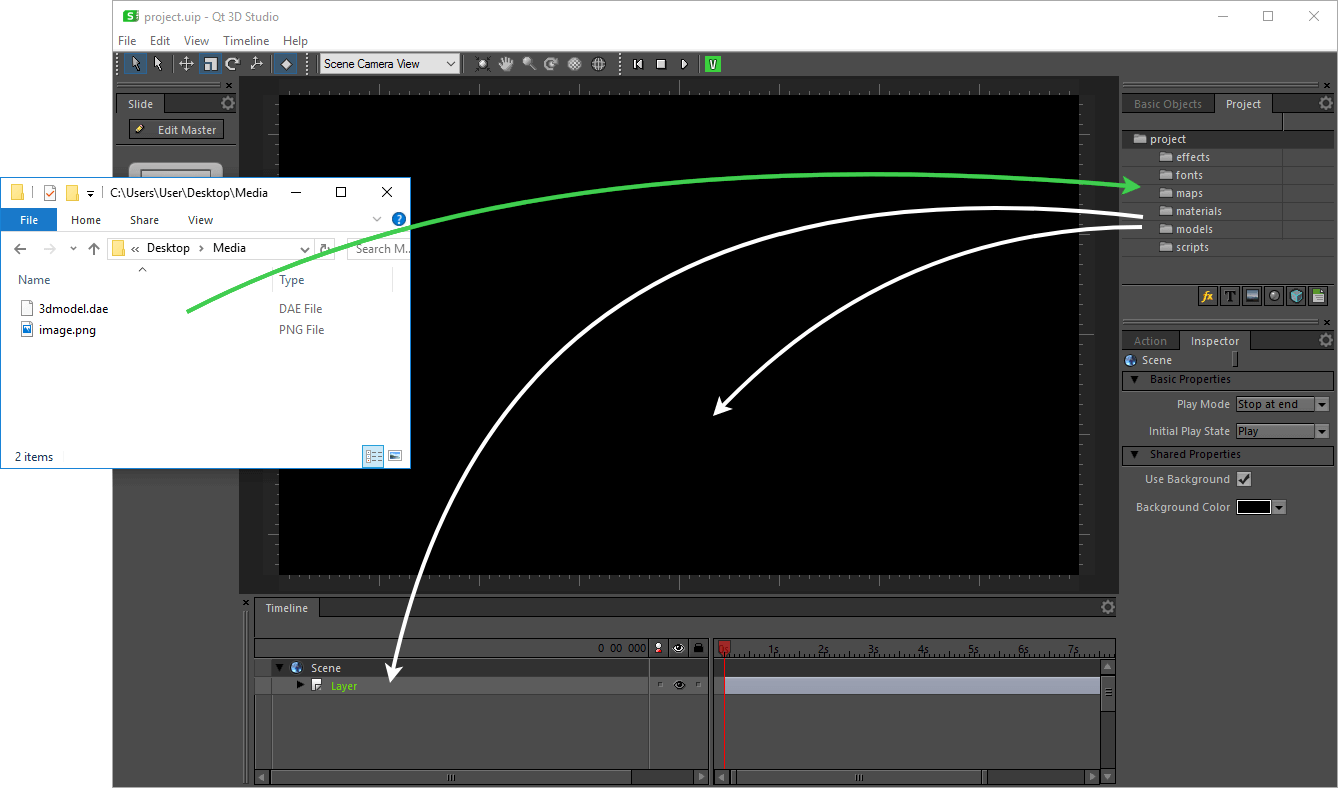 project.uip - Qt 3D Studio
File Edit View Timeline Help
Scene Camera View
V
Slide
Edit Master
Basic Objects Project
project
effects
fonts
maps
materials
models
scripts
C:\Users\User\Desktop\Media
File Home Share View
« Desktop > Media
Search M...
Name Type
3dmodel.dae DAE File
image.png PNG File
2 items
fx T
Action Inspector
Scene
Basic Properties
Play Mode Stop at end
Initial Play State Play
Shared Properties
Use Background
Background Color
Timeline
0 00 000
0s 1s 2s 3s 4s 5s 6s 7s
Scene
Layer